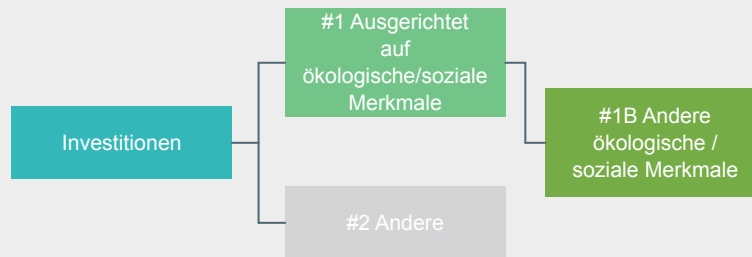 #1 Ausgerichtet
auf
ökologische/soziale
Merkmale
Investitionen
#1B Andere
ökologische /
soziale Merkmale
#2 Andere